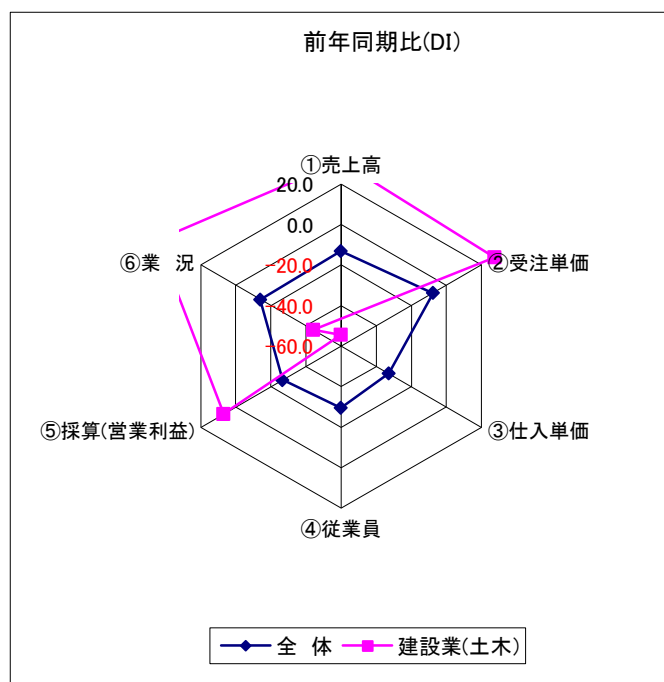 前年同期比(DI)
①売上高
20.0
0.0
-20.0
-40.0
-60.0
②受注単価
③仕入単価
④従業員
⑤採算(営業利益)
⑥業　況
全　体
建設業(土木)